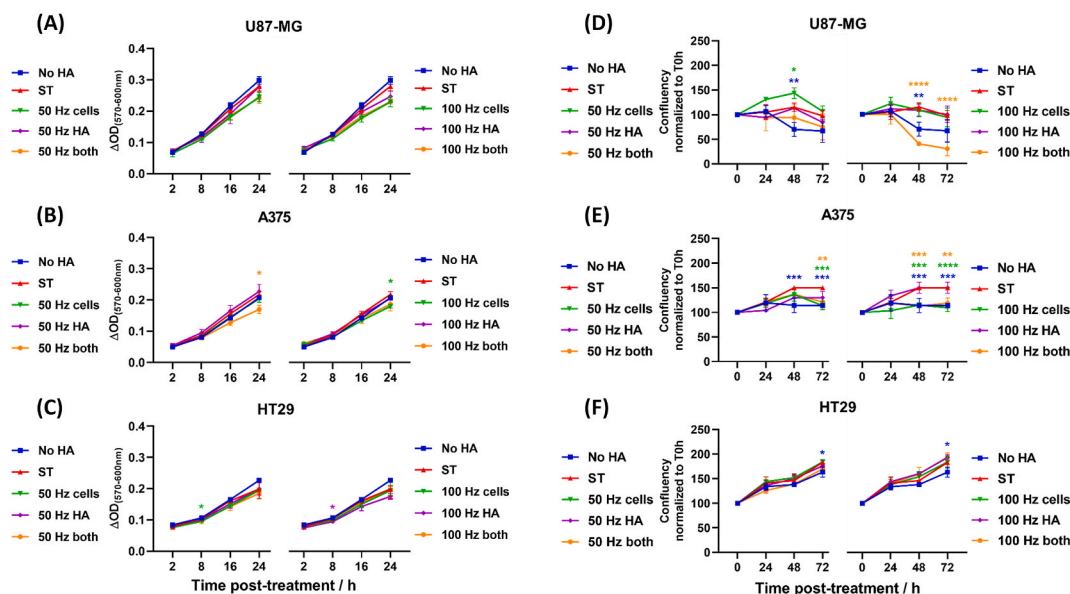 (A)
U87-MG
No HA
ST
50 Hz cells
50 Hz HA
50 Hz both
ΔOD(570-600nm)
0.4
0.3
0.2
0.1
0.0
2 8 16 24
2 8 16 24
No HA
ST
100 Hz cells
100 Hz HA
100 Hz both
(B)
A375
No HA
ST
50 Hz cells
50 Hz HA
50 Hz both
ΔOD(570-600nm)
0.4
0.3
0.2
0.1
0.0
*
*
2 8 16 24
2 8 16 24
No HA
ST
100 Hz cells
100 Hz HA
100 Hz both
(C)
HT29
No HA
ST
50 Hz cells
50 Hz HA
50 Hz both
ΔOD(570-600nm)
0.4
0.3
0.2
0.1
0.0
*
*
2 8 16 24
2 8 16 24
No HA
ST
100 Hz cells
100 Hz HA
100 Hz both
Time post-treatment / h
(D)
U87-MG
No HA
ST
50 Hz cells
50 Hz HA
50 Hz both
Confluency
normalized to T0h
250
200
150
100
50
0
*
**
****
**
****
0 24 48 72
0 24 48 72
No HA
ST
100 Hz cells
100 Hz HA
100 Hz both
(E)
A375
No HA
ST
50 Hz cells
50 Hz HA
50 Hz both
Confluency
normalized to T0h
250
200
150
100
50
0
***
**
***
***
***
***
***
**
****
***
0 24 48 72
0 24 48 72
No HA
ST
100 Hz cells
100 Hz HA
100 Hz both
(F)
HT29
No HA
ST
50 Hz cells
50 Hz HA
50 Hz both
Confluency
normalized to T0h
250
200
150
100
50
0
*
*
0 24 48 72
0 24 48 72
No HA
ST
100 Hz cells
100 Hz HA
100 Hz both
Time post-treatment / h